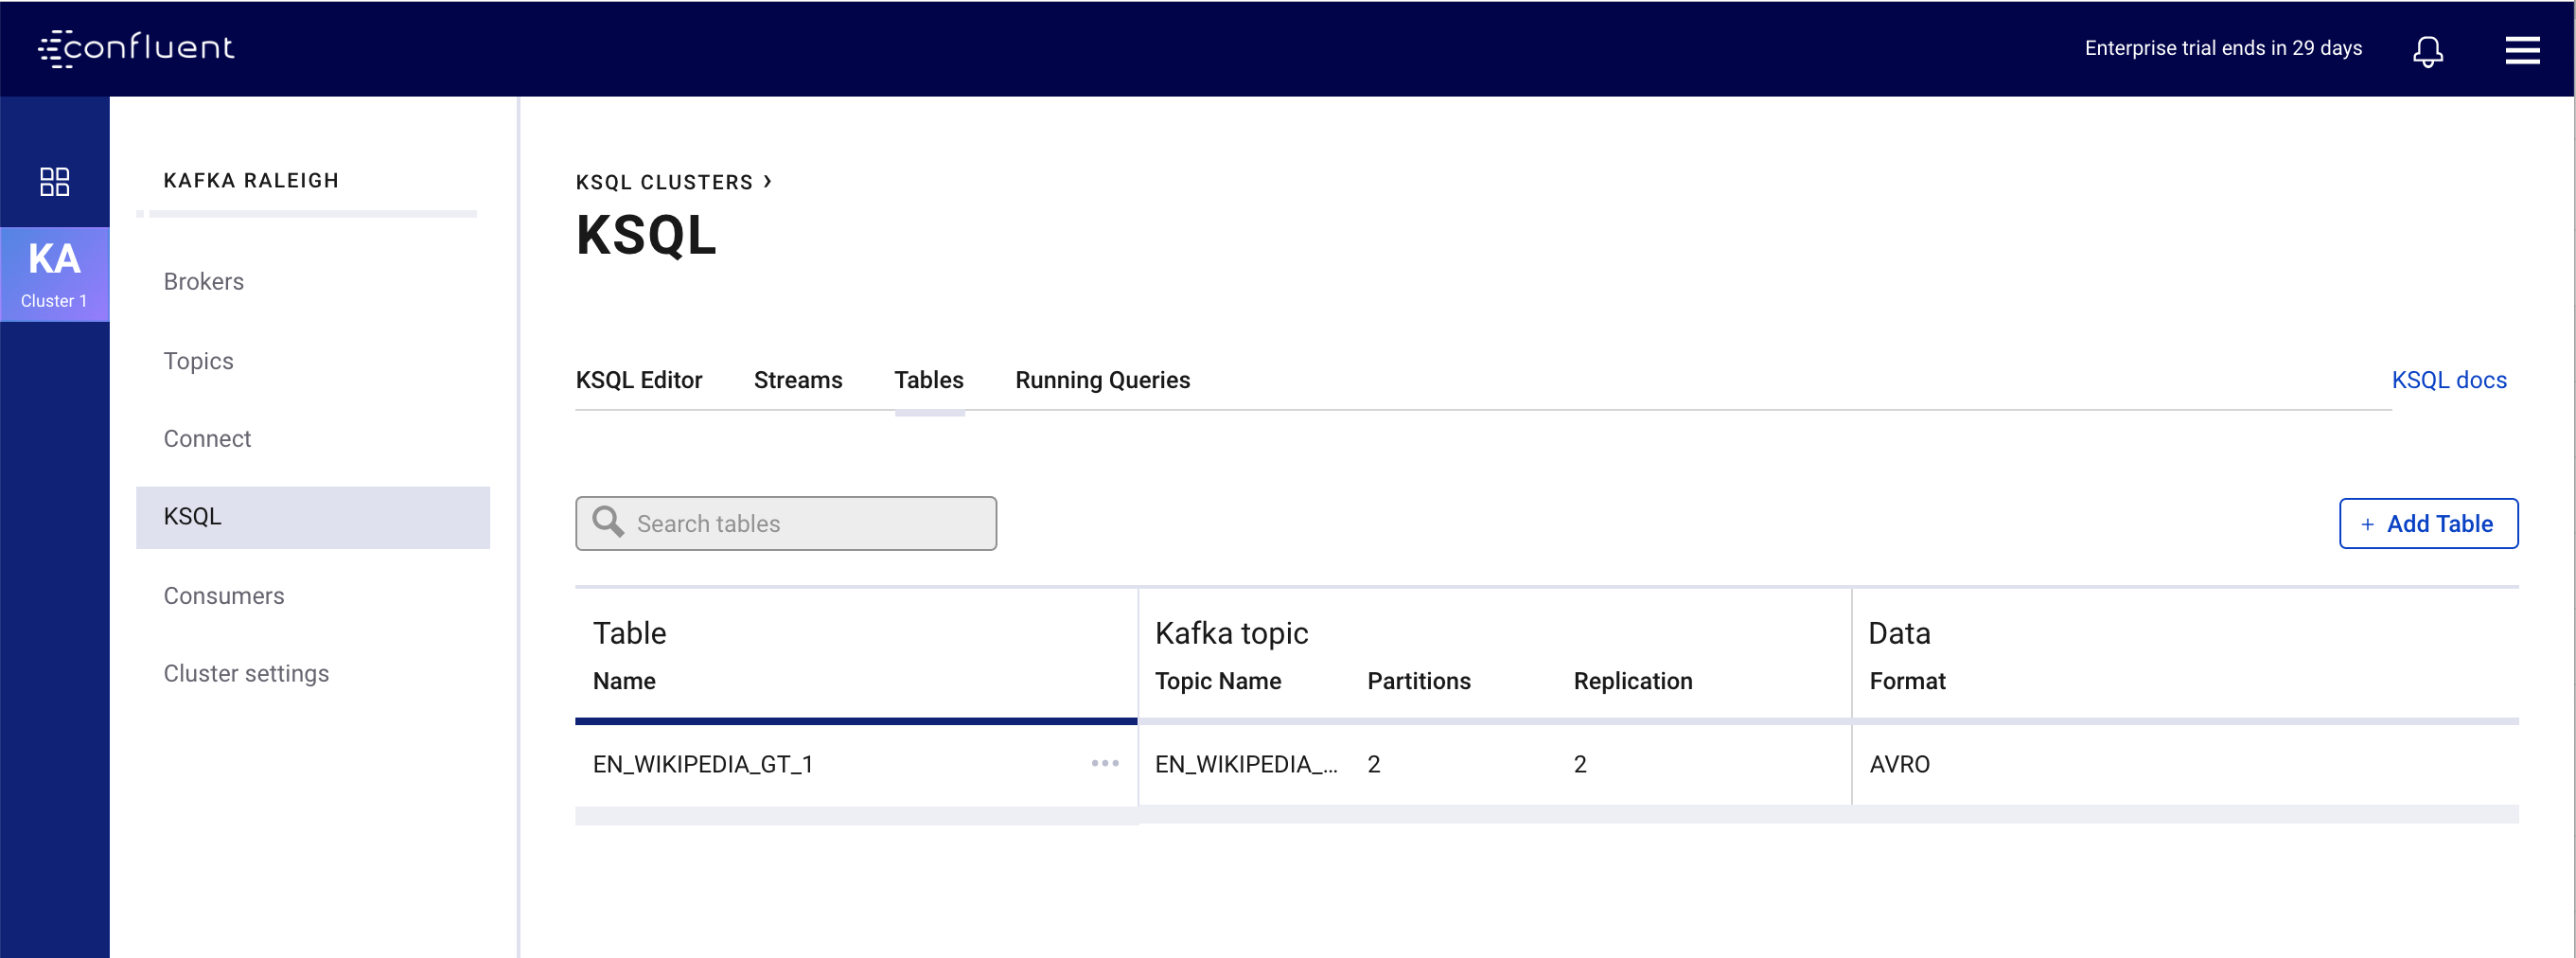 confluent
Enterprise trial ends in 29 days
KA
Cluster 1
KAFKA RALEIGH
Brokers
Topics
Connect
KSQL
Consumers
Cluster settings
KSQL CLUSTERS ›
KSQL
KSQL Editor Streams Tables Running Queries KSQL docs
Search tables
+ Add Table
Table Kafka topic Data
Name Topic Name Partitions Replication Format
EN_WIKIPEDIA_GT_1 ••• EN_WIKIPEDIA_... 2 2 AVRO